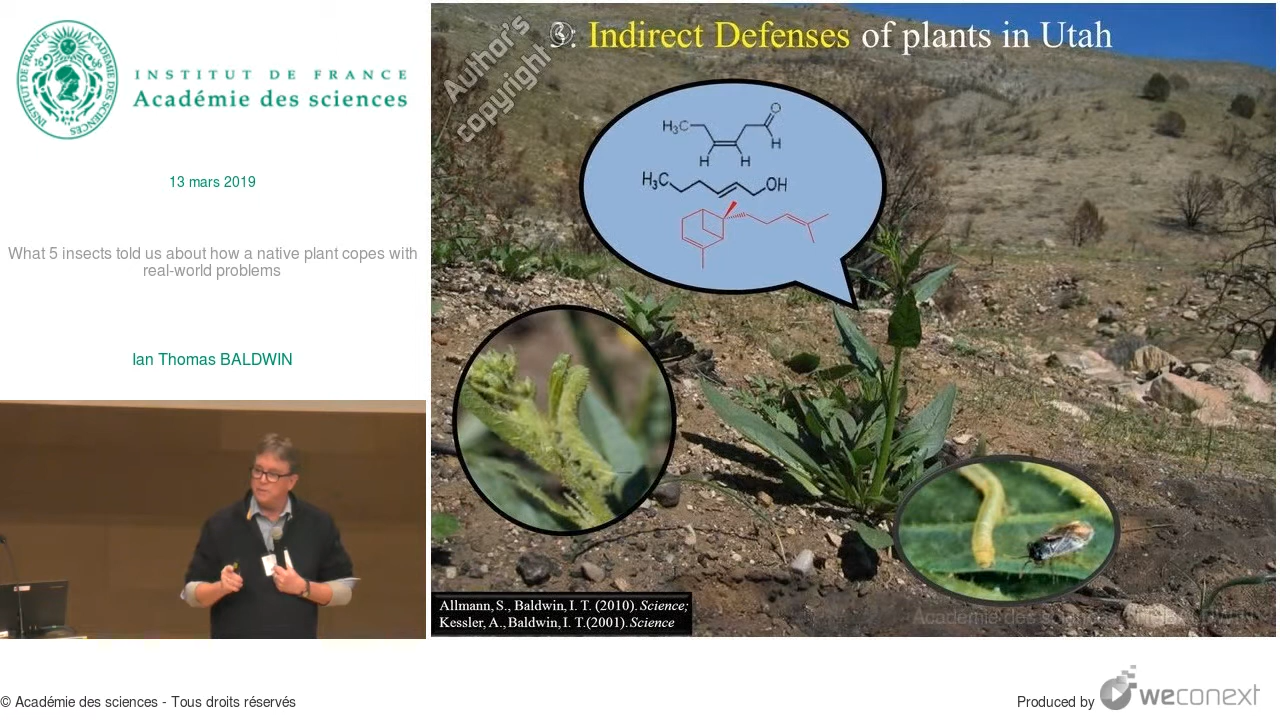 INSTITUT DE FRANCE
Académie des sciences
13 mars 2019
What 5 insects told us about how a native plant copes with
real-world problems
Ian Thomas BALDWIN
Author's
copyright
3. Indirect Defenses of plants in Utah
H₃C
O
H
H H
H₃C
OH
Allmann, S., Baldwin, I. T. (2010). Science;
Kessler, A., Baldwin, I. T.(2001). Science
Académie des sciences
© Académie des sciences - Tous droits réservés
Produced by weconext